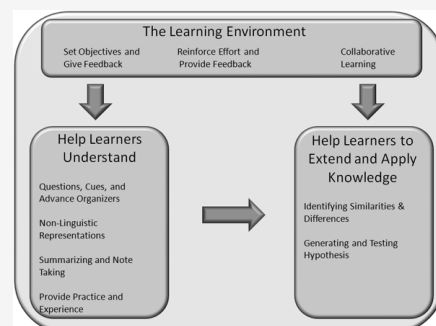 The Learning Environment
Set Objectives and
Give Feedback
Reinforce Effort and
Provide Feedback
Collaborative
Learning
Help Learners
Understand
Questions, Cues, and
Advance Organizers
Non-Linguistic
Representations
Summarizing and Note
Taking
Provide Practice and
Experience
Help Learners to
Extend and Apply
Knowledge
Identifying Similarities &
Differences
Generating and Testing
Hypothesis